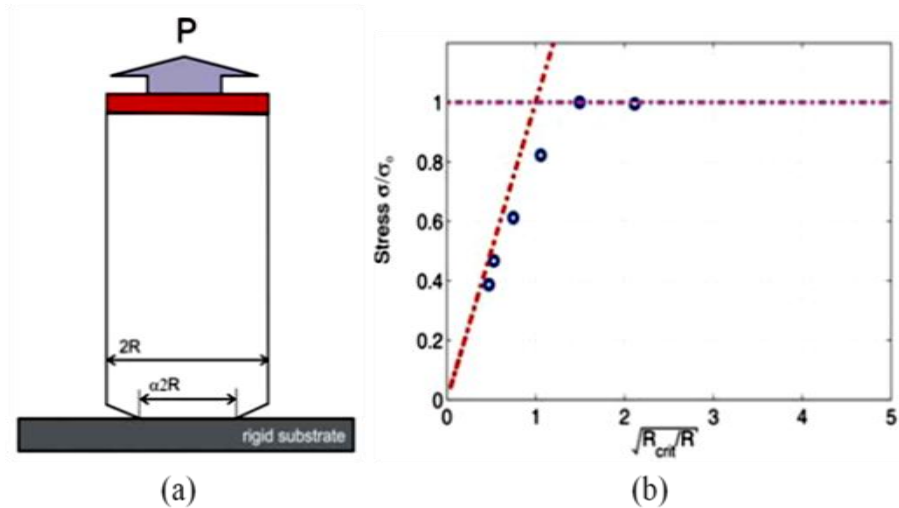 P
2R
α2R
rigid substrate
(a)
Stress σ/σ₀
1
0.8
0.6
0.4
0.2
0
0 1 2 3 4 5
√R_crit/R
(b)